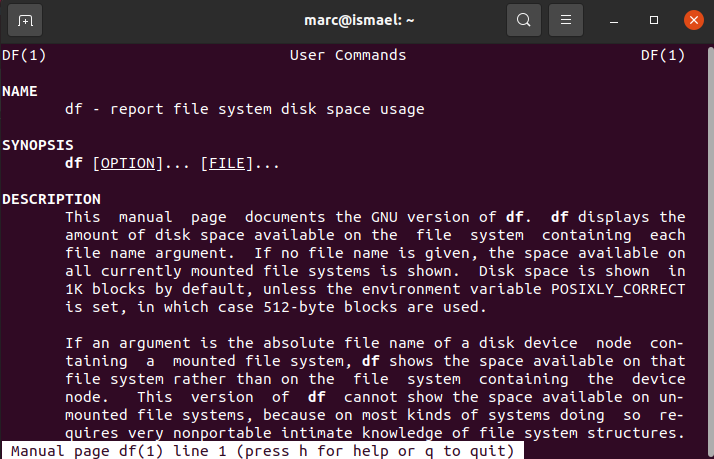 marc@ismael: ~
DF(1) User Commands DF(1)
NAME
df - report file system disk space usage
SYNOPSIS
df [OPTION]... [FILE]...
DESCRIPTION
This manual page documents the GNU version of df. df displays the
amount of disk space available on the file system containing each
file name argument. If no file name is given, the space available on
all currently mounted file systems is shown. Disk space is shown in
1K blocks by default, unless the environment variable POSIXLY_CORRECT
is set, in which case 512-byte blocks are used.
If an argument is the absolute file name of a disk device node con-
taining a mounted file system, df shows the space available on that
file system rather than on the file system containing the device
node. This version of df cannot show the space available on un-
mounted file systems, because on most kinds of systems doing so re-
quires very nonportable intimate knowledge of file system structures.
Manual page df(1) line 1 (press h for help or q to quit)